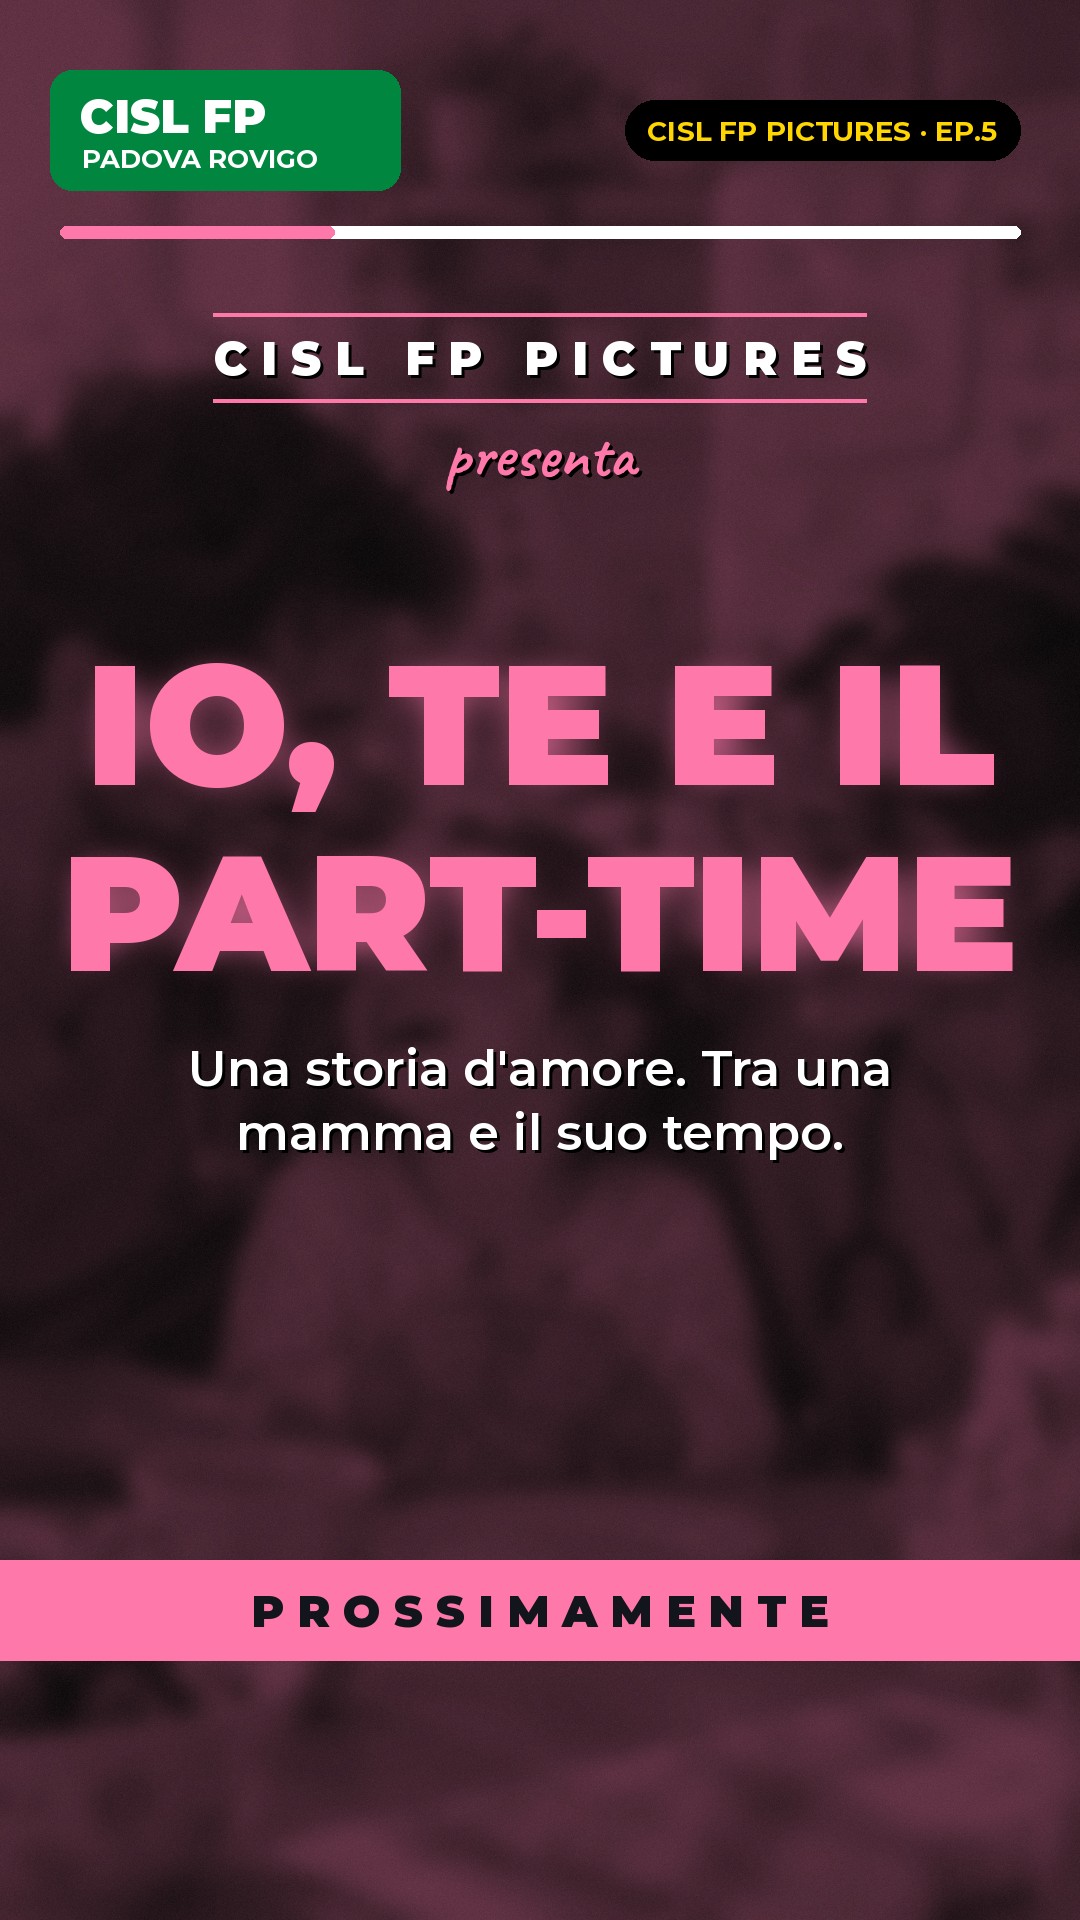 CISL FP
PADOVA ROVIGO
CISL FP PICTURES · EP.5
CISL FP PICTURES
presenta
IO, TE E IL
PART-TIME
Una storia d'amore. Tra una
mamma e il suo tempo.
PROSSIMAMENTE